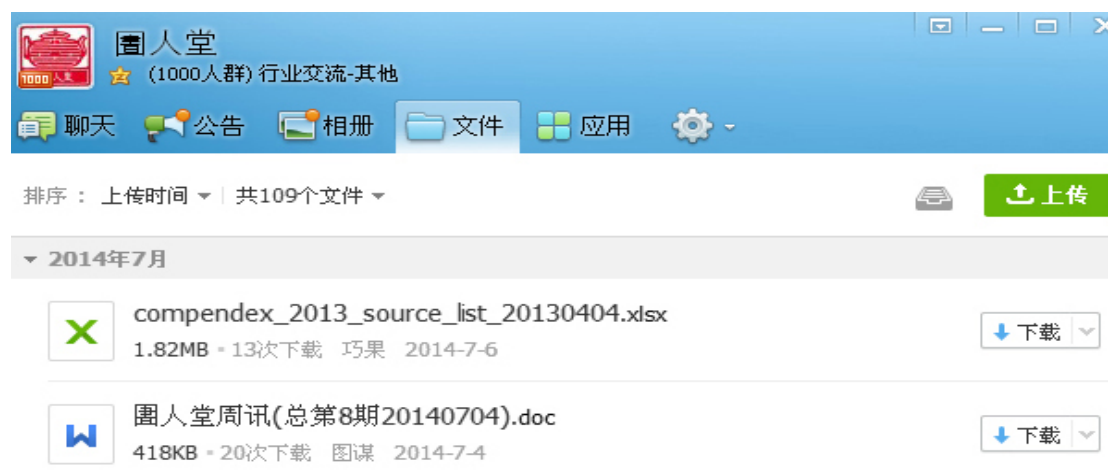 圕人堂
1000 人堂
(1000人群) 行业交流-其他
聊天 公告 相册 文件 应用
排序： 上传时间 共109个文件 上传
2014年7月
compendex_2013_source_list_20130404.xlsx
1.82MB 13次下载 巧果 2014-7-6 下载
圕人堂周讯(总第8期20140704).doc
418KB 20次下载 图谋 2014-7-4 下载